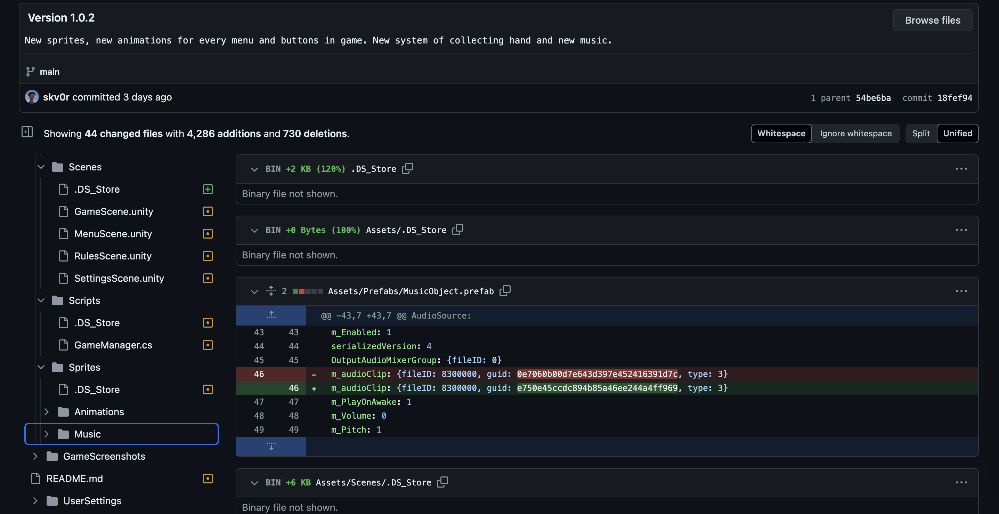 Version 1.0.2
Browse files
New sprites, new animations for every menu and buttons in game. New system of collecting hand and new music.
main
skv0r committed 3 days ago
1 parent 54be6ba commit 18fef94
Showing 44 changed files with 4,286 additions and 730 deletions.
Whitespace Ignore whitespace Split Unified
Scenes
.DS_Store
GameScene.unity
MenuScene.unity
RulesScene.unity
SettingsScene.unity
Scripts
.DS_Store
GameManager.cs
Sprites
.DS_Store
Animations
Music
GameScreenshots
README.md
UserSettings
BIN +2 KB (120%) .DS_Store
Binary file not shown.
BIN +0 Bytes (100%) Assets/.DS_Store
Binary file not shown.
2 Assets/Prefabs/MusicObject.prefab
@@ -43,7 +43,7 @@ AudioSource:
43 43 m_Enabled: 1
44 44 serializedVersion: 4
45 45 OutputAudioMixerGroup: {fileID: 0}
46 - m_audioClip: {fileID: 8300000, guid: 0e7060b00d7e643d397e452416391d7c, type: 3}
46 + m_audioClip: {fileID: 8300000, guid: e750e45ccdc894b85a46ee244a4ff969, type: 3}
47 47 m_PlayOnAwake: 1
48 48 m_Volume: 0
49 49 m_Pitch: 1
BIN +6 KB Assets/Scenes/.DS_Store
Binary file not shown.